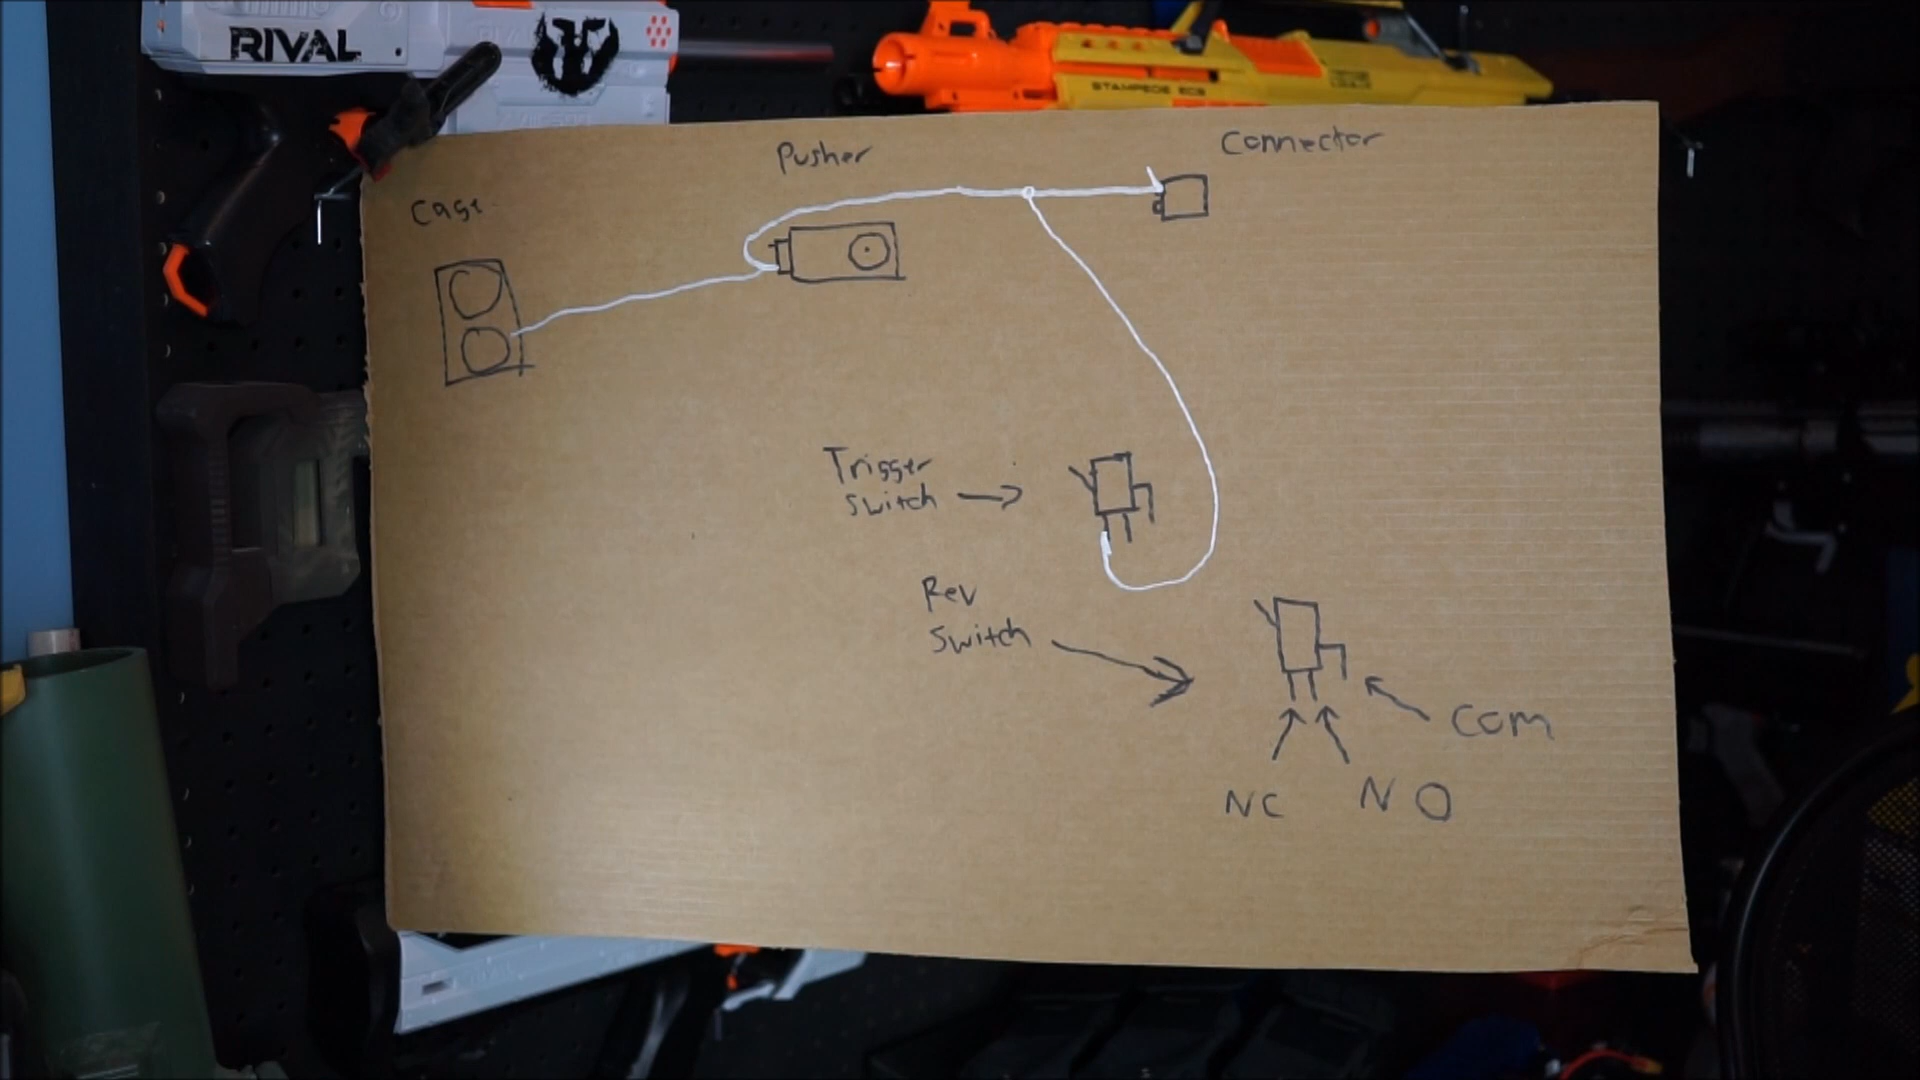 RIVAL
STAMPEDE ECS
Pusher
Connector
Cage
Trigger
Switch
Rev
Switch
Com
NC
NO